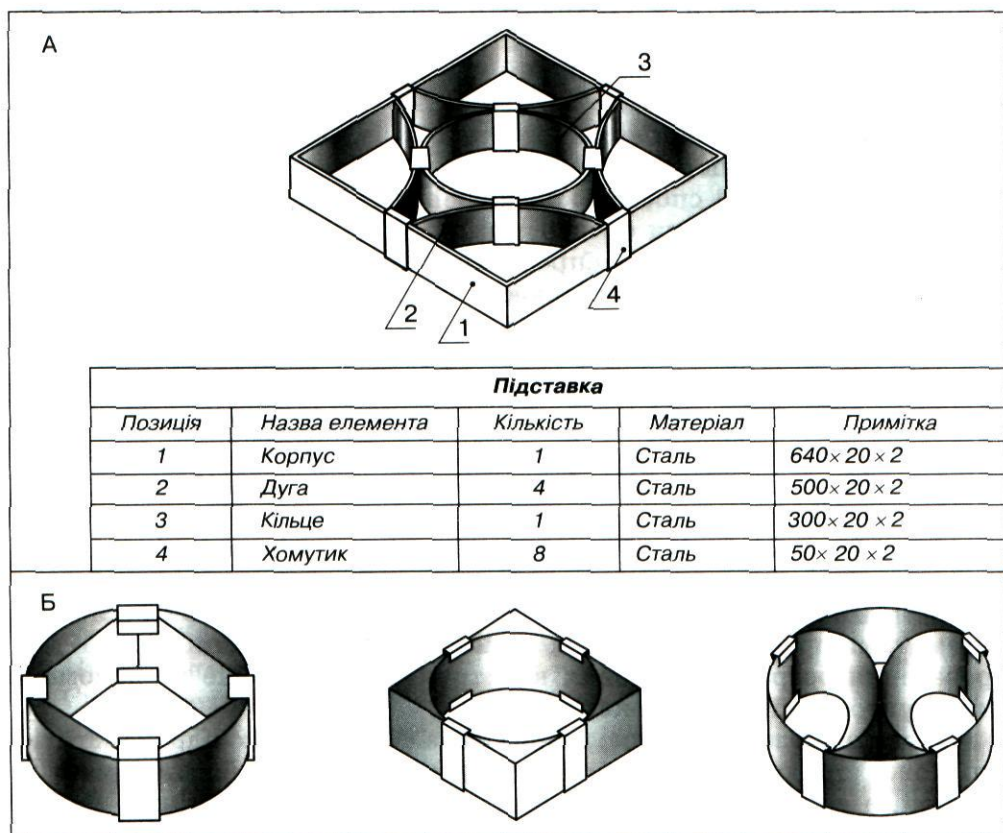 А
3
2
1
4
Підставка
Позиція Назва елемента Кількість Матеріал Примітка
1 Корпус 1 Сталь 640× 20 × 2
2 Дуга 4 Сталь 500× 20 × 2
3 Кільце 1 Сталь 300× 20 × 2
4 Хомутик 8 Сталь 50× 20 × 2
Б